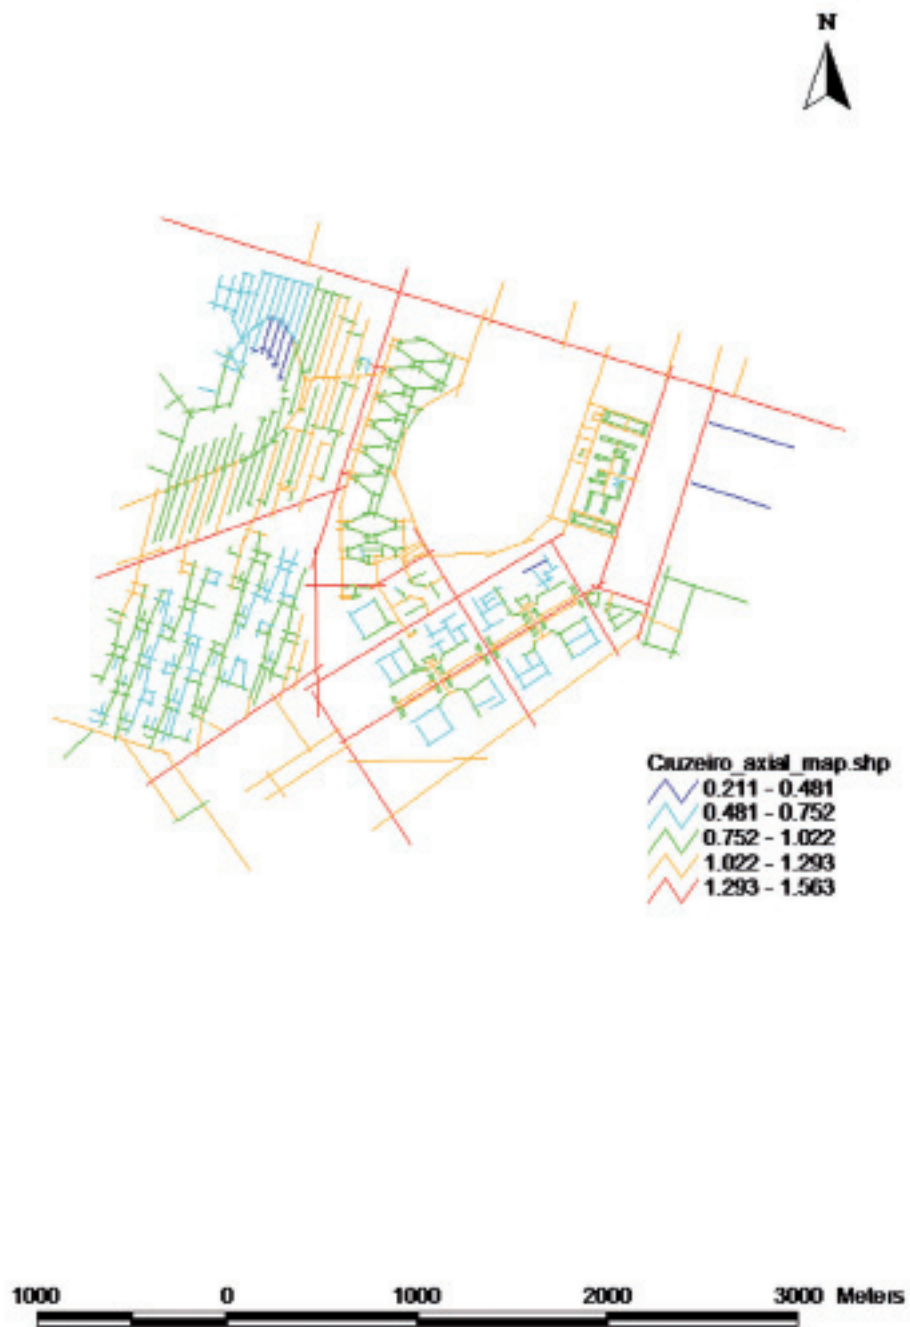 N
Cruzeiro_axial_map.shp
0.211 - 0.481
0.481 - 0.752
0.752 - 1.022
1.022 - 1.293
1.293 - 1.563
1000 0 1000 2000 3000 Meters